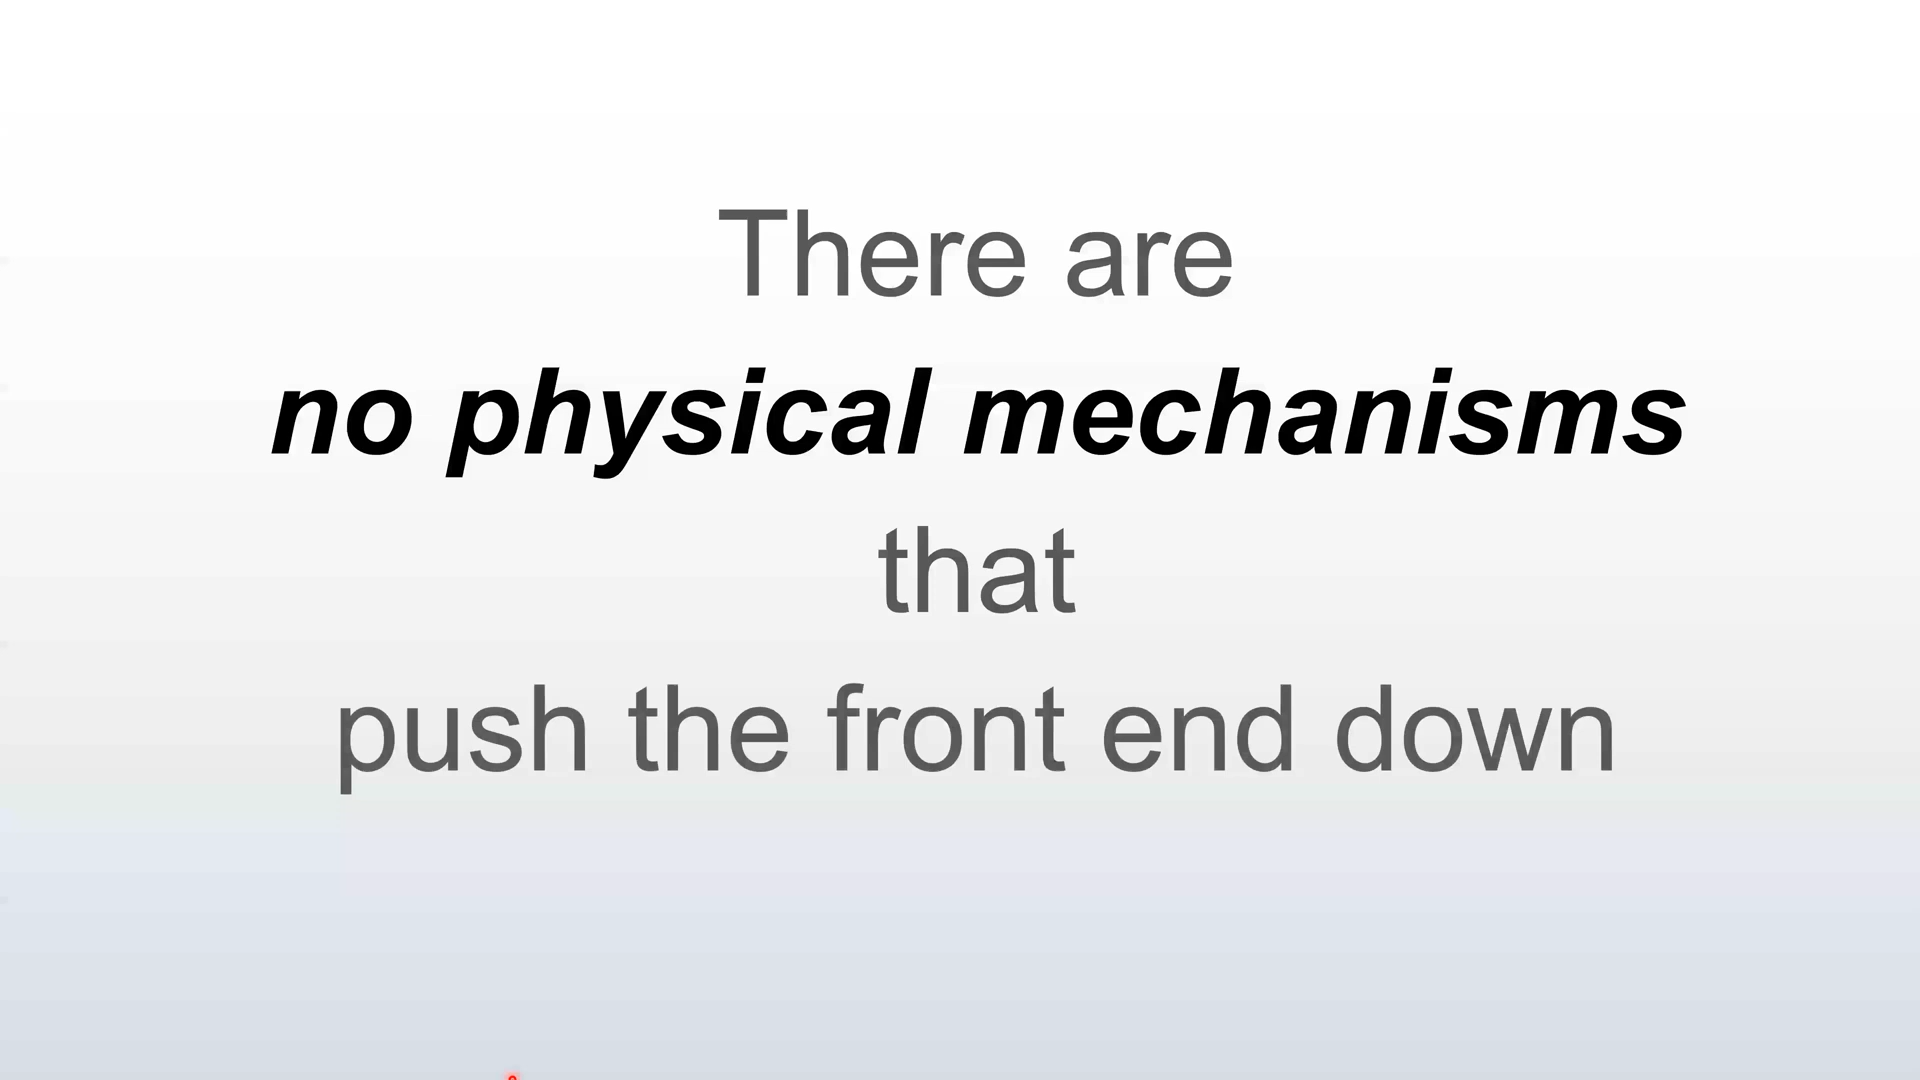 There are
no physical mechanisms
that
push the front end down